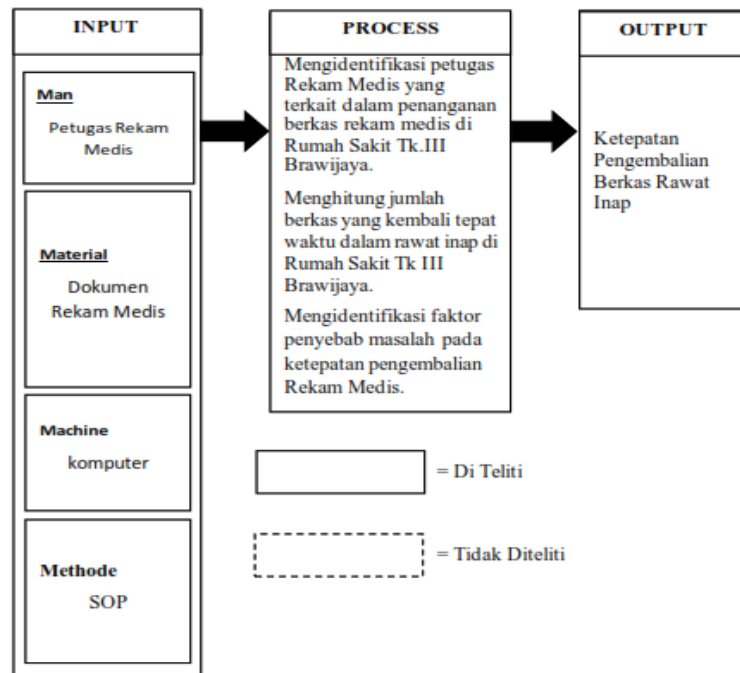 INPUT
Man
Petugas Rekam
Medis
Material
Dokumen
Rekam Medis
Machine
komputer
Methode
SOP
PROCESS
Mengidentifikasi petugas
Rekam Medis yang
terkait dalam penanganan
berkas rekam medis di
Rumah Sakit Tk.III
Brawijaya.
Menghitung jumlah
berkas yang kembali tepat
waktu dalam rawat inap di
Rumah Sakit Tk III
Brawijaya.
Mengidentifikasi faktor
penyebab masalah pada
ketepatan pengembalian
Rekam Medis.
OUTPUT
Ketepatan
Pengembalian
Berkas Rawat
Inap
= Di Teliti
= Tidak Diteliti